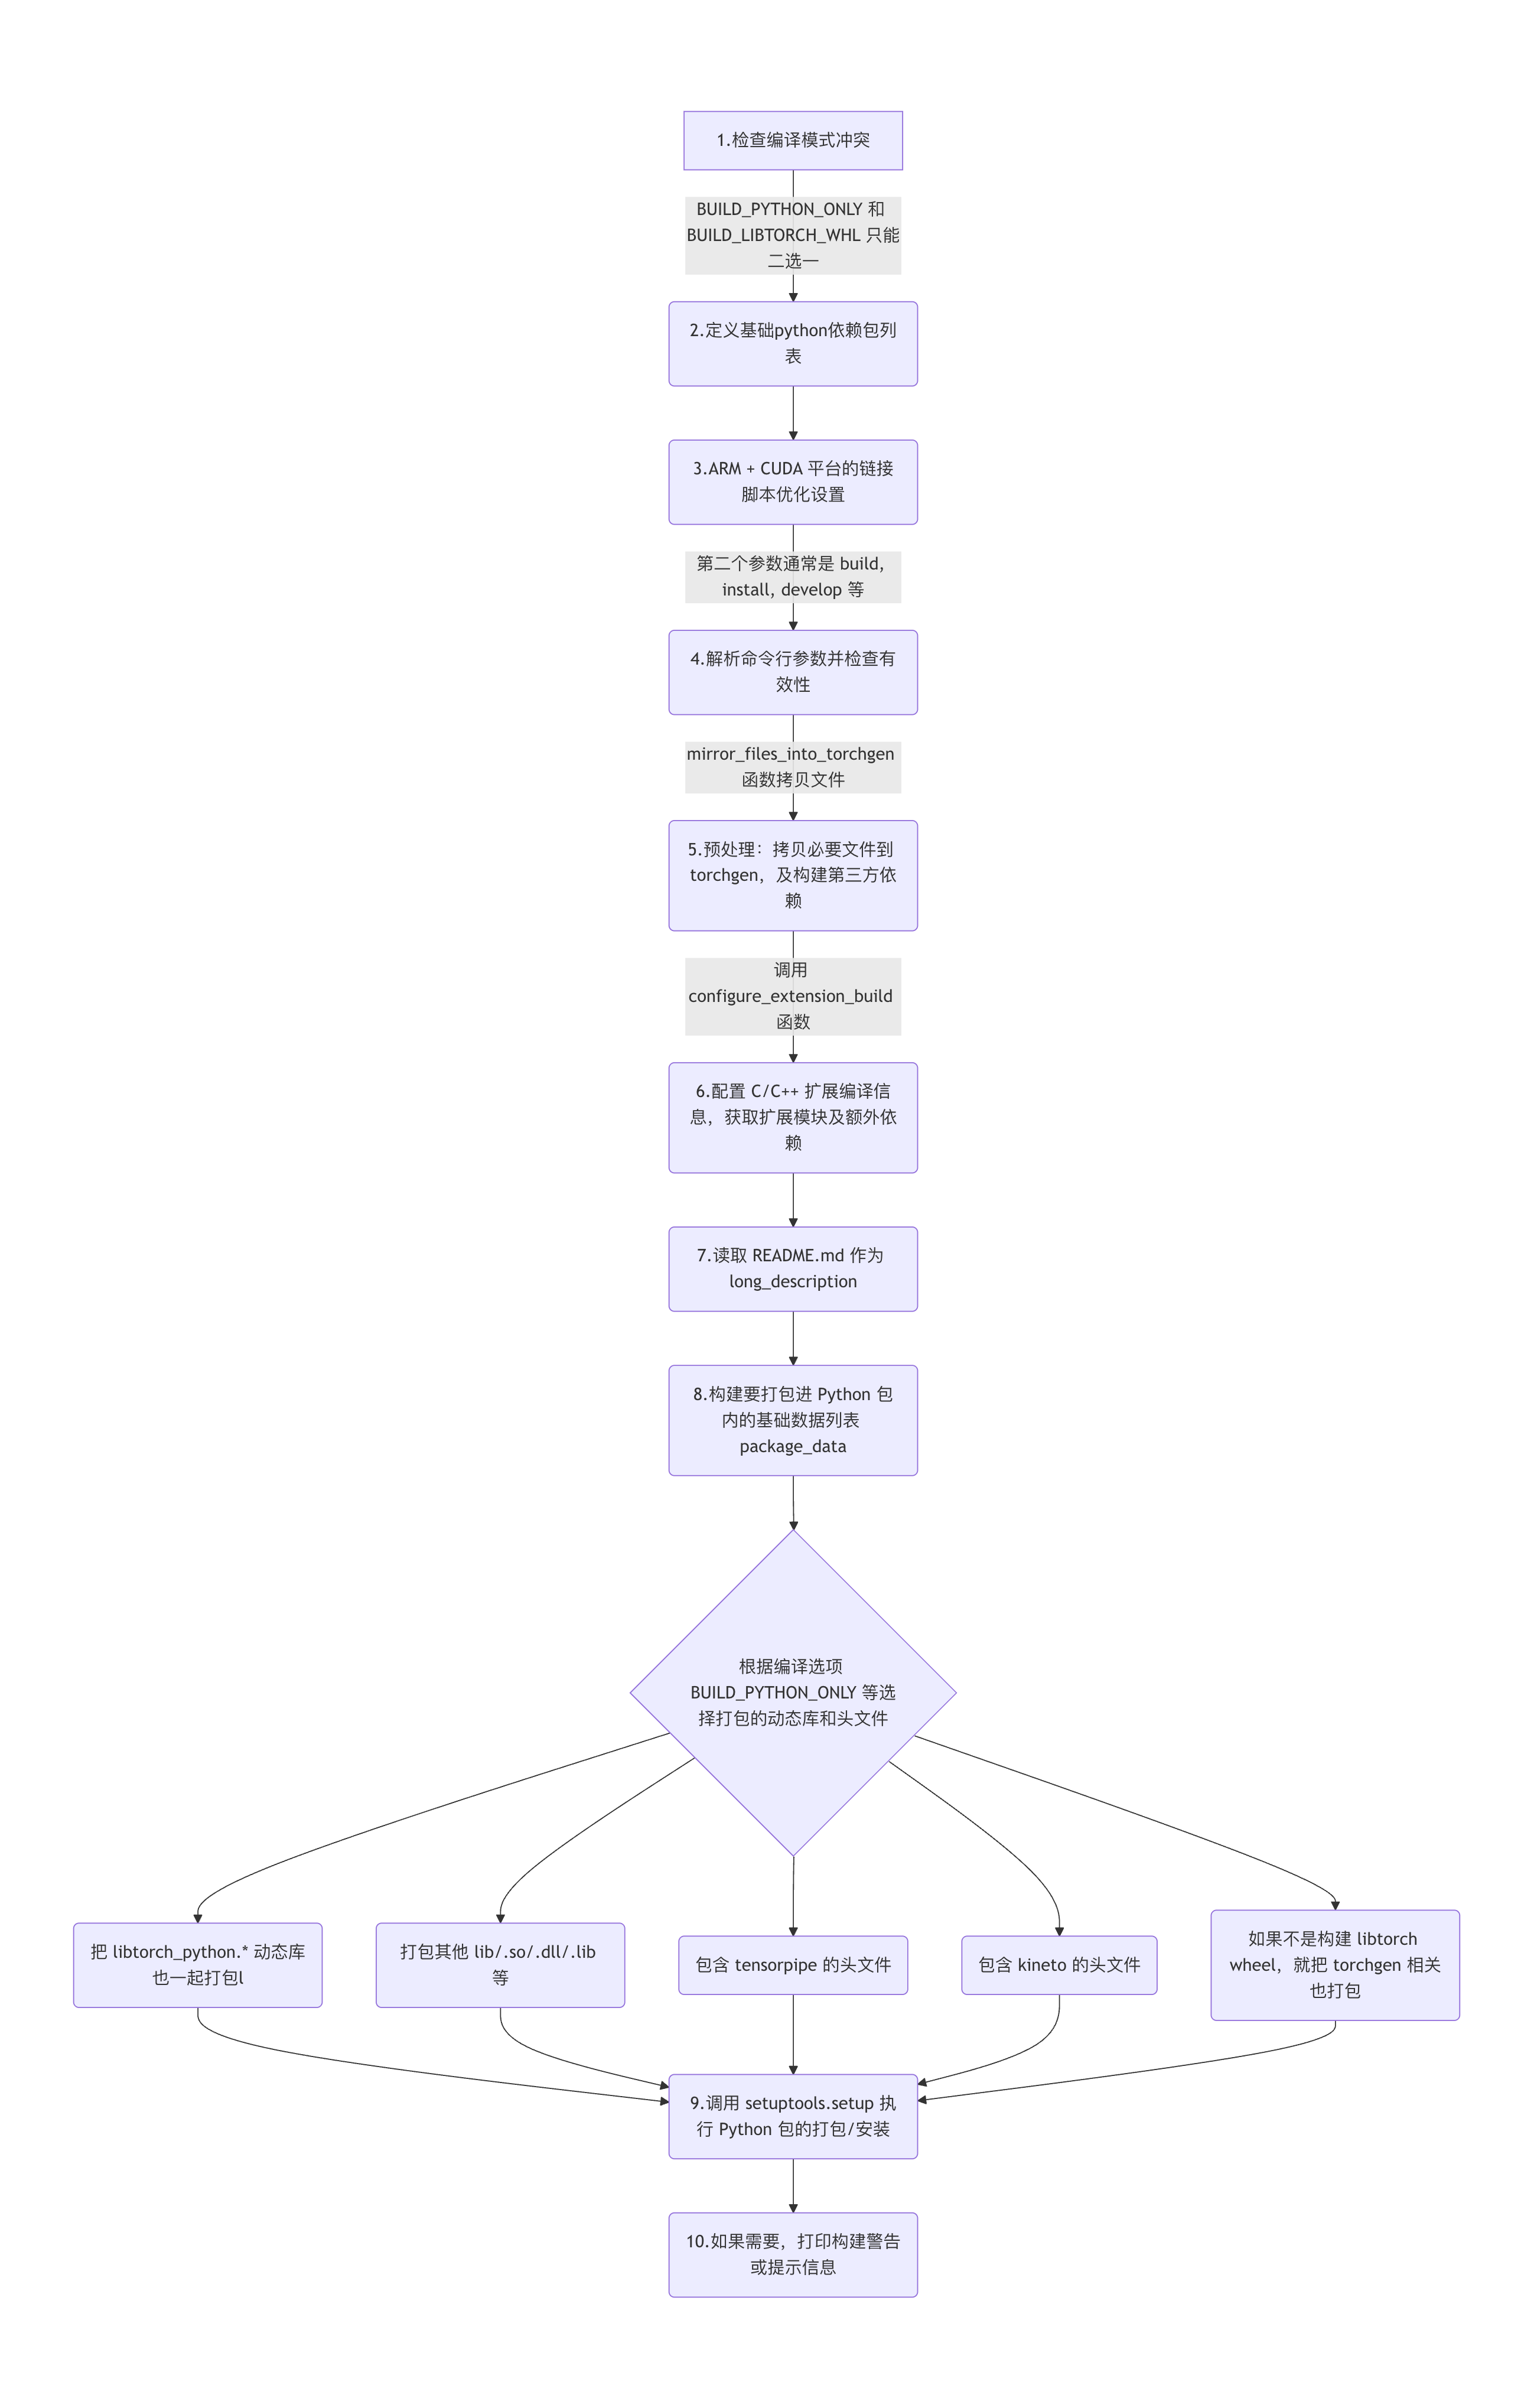 1.检查编译模式冲突
BUILD_PYTHON_ONLY 和
BUILD_LIBTORCH_WHL 只能
二选一
2.定义基础python依赖包列
表
3.ARM + CUDA 平台的链接
脚本优化设置
第二个参数通常是 build,
install, develop 等
4.解析命令行参数并检查有
效性
mirror_files_into_torchgen
函数拷贝文件
5.预处理：拷贝必要文件到
torchgen，及构建第三方依
赖
调用
configure_extension_build
函数
6.配置 C/C++ 扩展编译信
息，获取扩展模块及额外依
赖
7.读取 README.md 作为
long_description
8.构建要打包进 Python 包
内的基础数据列表
package_data
根据编译选项
BUILD_PYTHON_ONLY 等选
择打包的动态库和头文件
把 libtorch_python.* 动态库
也一起打包l
打包其他 lib/.so/.dll/.lib
等
包含 tensorpipe 的头文件
包含 kineto 的头文件
如果不是构建 libtorch
wheel，就把 torchgen 相关
也打包
9.调用 setuptools.setup 执
行 Python 包的打包/安装
10.如果需要，打印构建警告
或提示信息